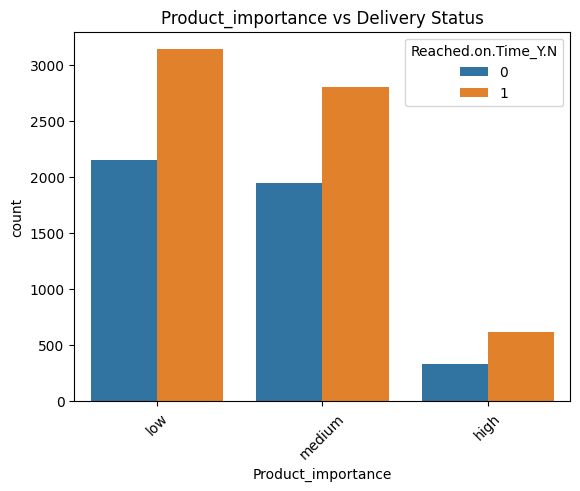 Product_importance vs Delivery Status
Reached.on.Time_Y.N
0
1
count
3000
2500
2000
1500
1000
500
0
low
medium
high
Product_importance